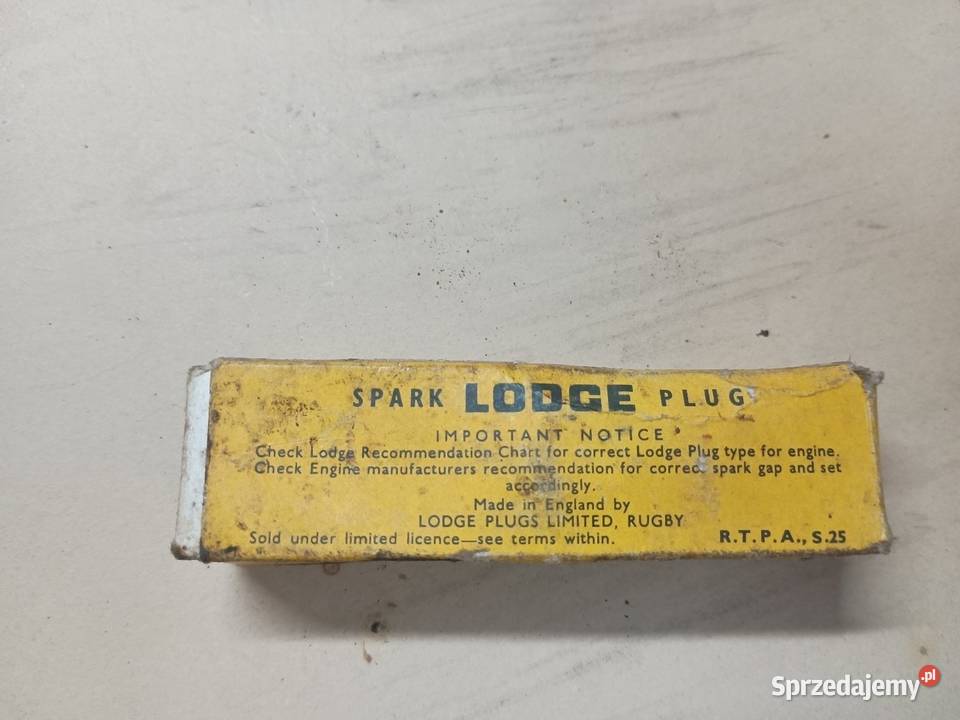 SPARK LODGE PLUG
IMPORTANT NOTICE
Check Lodge Recommendation Chart for correct Lodge Plug type for engine.
Check Engine manufacturers recommendation for correct spark gap and set
accordingly.
Made in England by
LODGE PLUGS LIMITED, RUGBY
Sold under limited licence—see terms within. R.T.P.A., S.25
Sprzedajemy.pl